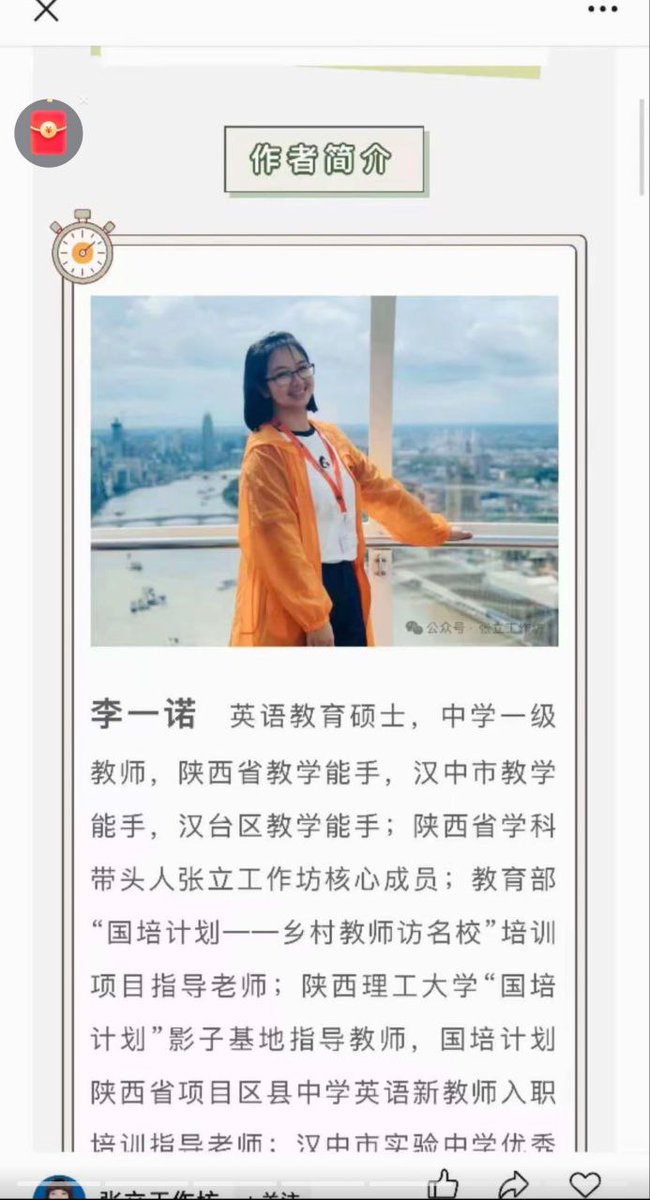 作者简介
公众号·张立工作坊
李一诺 英语教育硕士，中学一级
教师，陕西省教学能手，汉中市教学
能手，汉台区教学能手；陕西省学科
带头人张立工作坊核心成员；教育部
“国培计划——乡村教师访名校”培训
项目指导老师；陕西理工大学“国培
计划”影子基地指导教师，国培计划
陕西省项目区县中学英语新教师入职
培训指导老师；汉中市实验中学优秀
张立工作坊 +关注